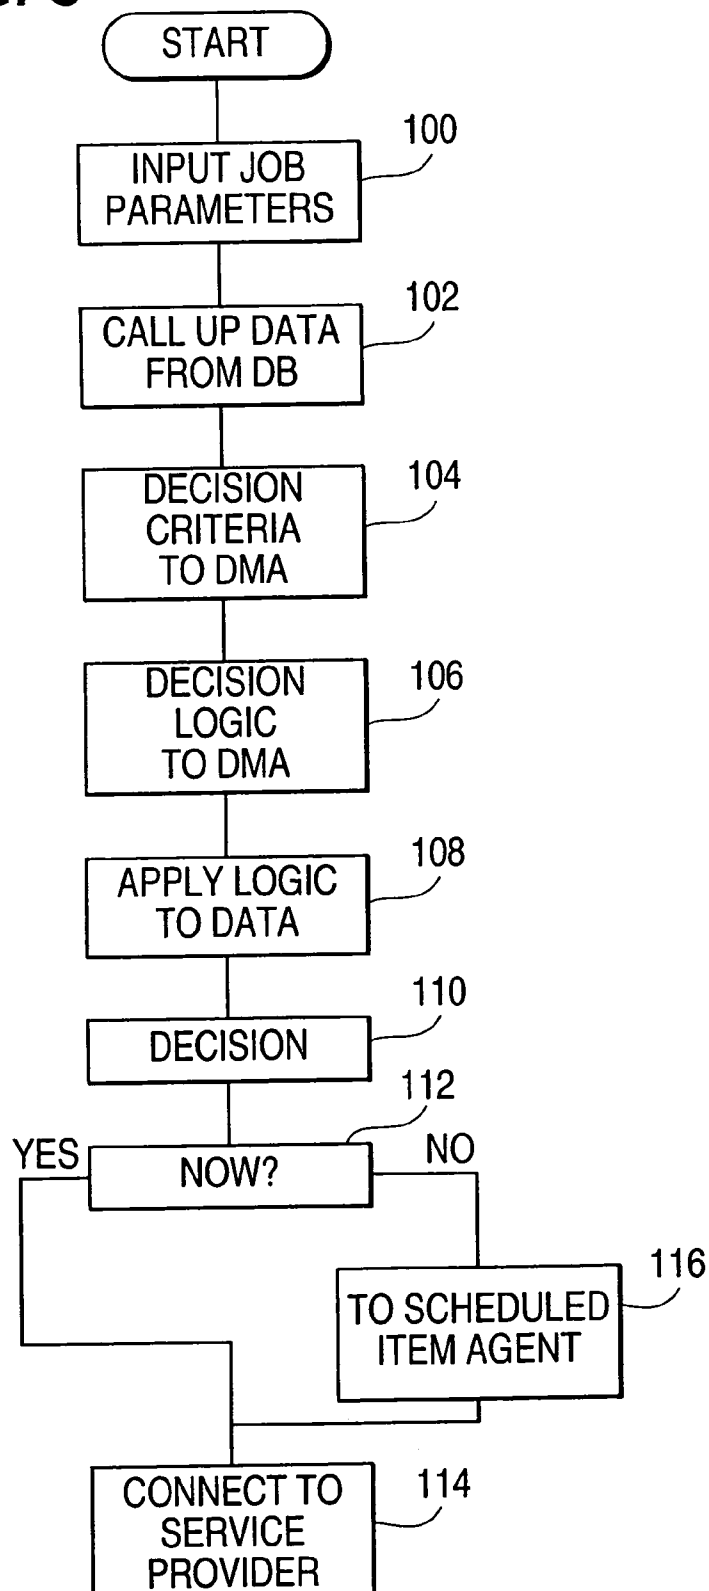 START
100
INPUT JOB
PARAMETERS
102
CALL UP DATA
FROM DB
104
DECISION
CRITERIA
TO DMA
106
DECISION
LOGIC
TO DMA
108
APPLY LOGIC
TO DATA
110
DECISION
112
YES
NOW?
NO
116
TO SCHEDULED
ITEM AGENT
114
CONNECT TO
SERVICE
PROVIDER